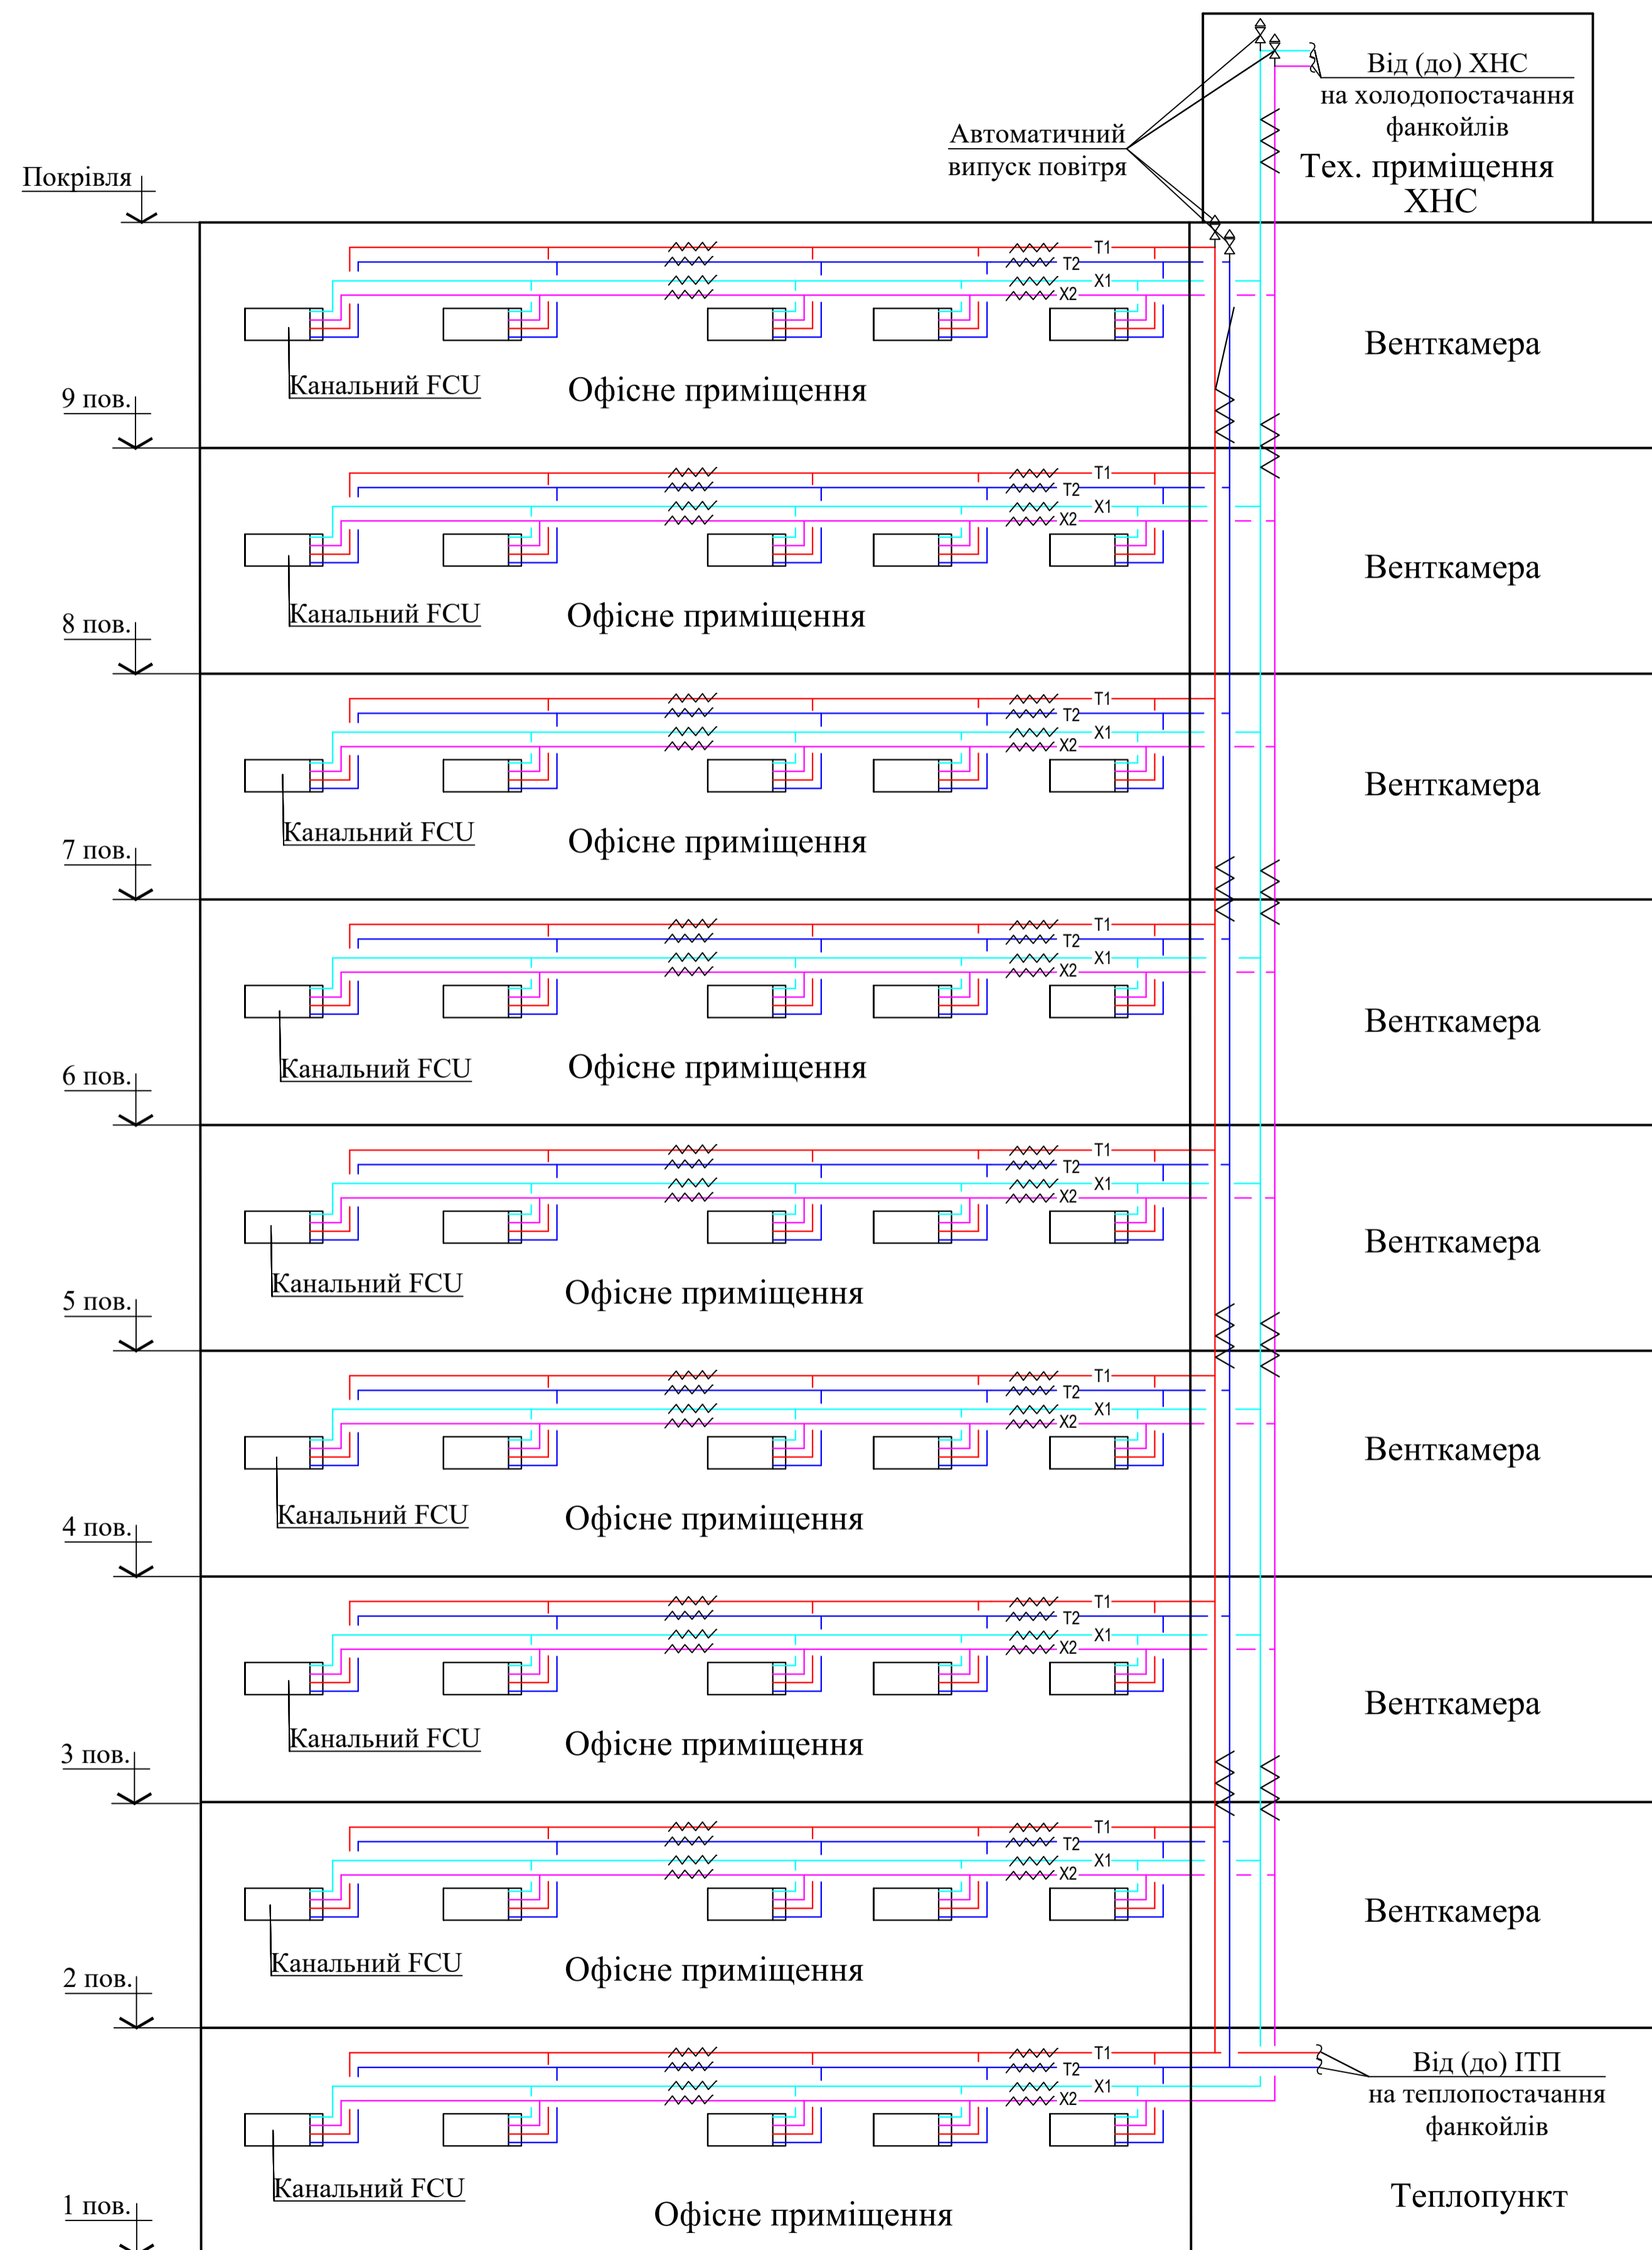 Від (до) ХНС
на холодопостачання
фанкойлів
Тех. приміщення
ХНС
Автоматичний
випуск повітря
Покрівля
T1
T2
X1
X2
Канальний FCU
Офісне приміщення
Венткамера
9 пов.
T1
T2
X1
X2
Канальний FCU
Офісне приміщення
Венткамера
8 пов.
T1
T2
X1
X2
Канальний FCU
Офісне приміщення
Венткамера
7 пов.
T1
T2
X1
X2
Канальний FCU
Офісне приміщення
Венткамера
6 пов.
T1
T2
X1
X2
Канальний FCU
Офісне приміщення
Венткамера
5 пов.
T1
T2
X1
X2
Канальний FCU
Офісне приміщення
Венткамера
4 пов.
T1
T2
X1
X2
Канальний FCU
Офісне приміщення
Венткамера
3 пов.
T1
T2
X1
X2
Канальний FCU
Офісне приміщення
Венткамера
2 пов.
T1
T2
X1
X2
Від (до) ІТП
на теплопостачання
фанкойлів
Канальний FCU
Офісне приміщення
Теплопункт
1 пов.